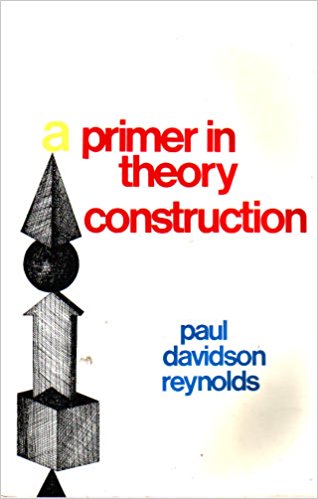 a primer in
theory
construction
paul
davidson
reynolds